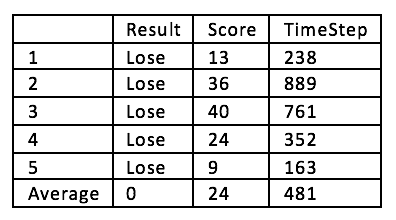 Result Score TimeStep
1 Lose 13 238
2 Lose 36 889
3 Lose 40 761
4 Lose 24 352
5 Lose 9 163
Average 0 24 481